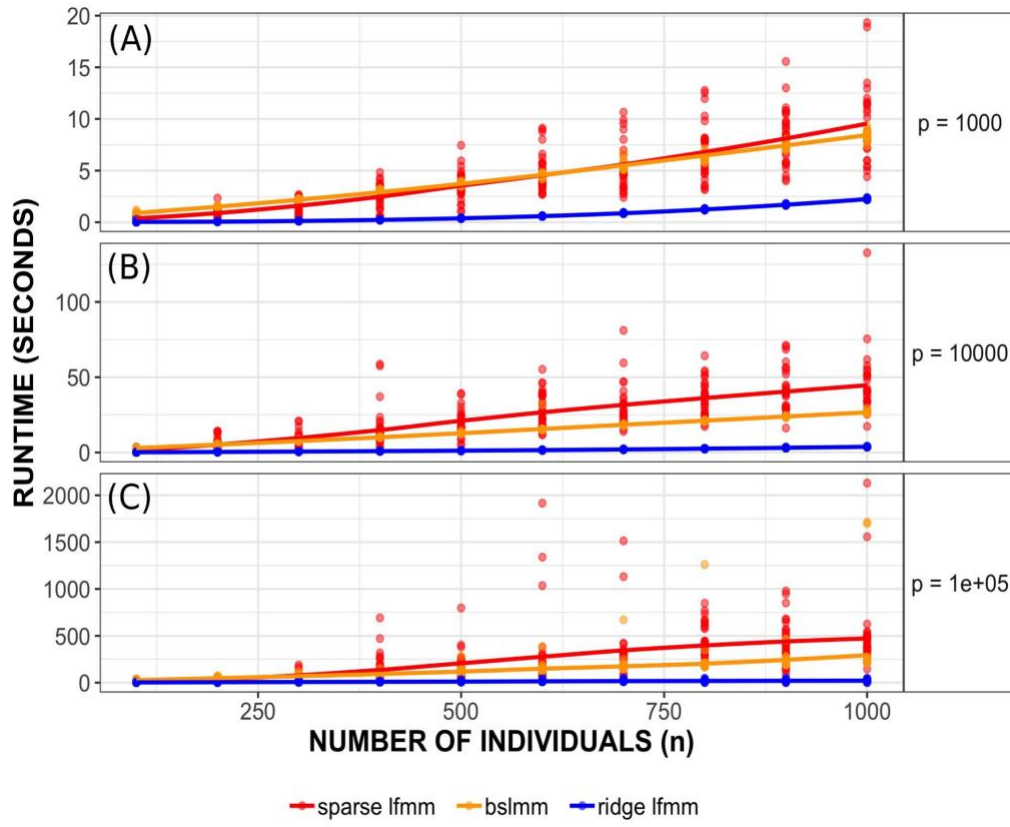 (A)
20
15
10
5
0
p = 1000
(B)
100
50
0
p = 10000
(C)
2000
1500
1000
500
0
p = 1e+05
RUNTIME (SECONDS)
250 500 750 1000
NUMBER OF INDIVIDUALS (n)
sparse lfmm bslmm ridge lfmm